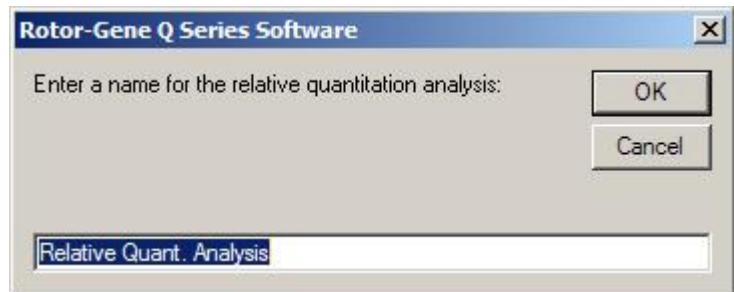 Rotor-Gene Q Series Software
Enter a name for the relative quantitation analysis:
OK
Cancel
Relative Quant. Analysis